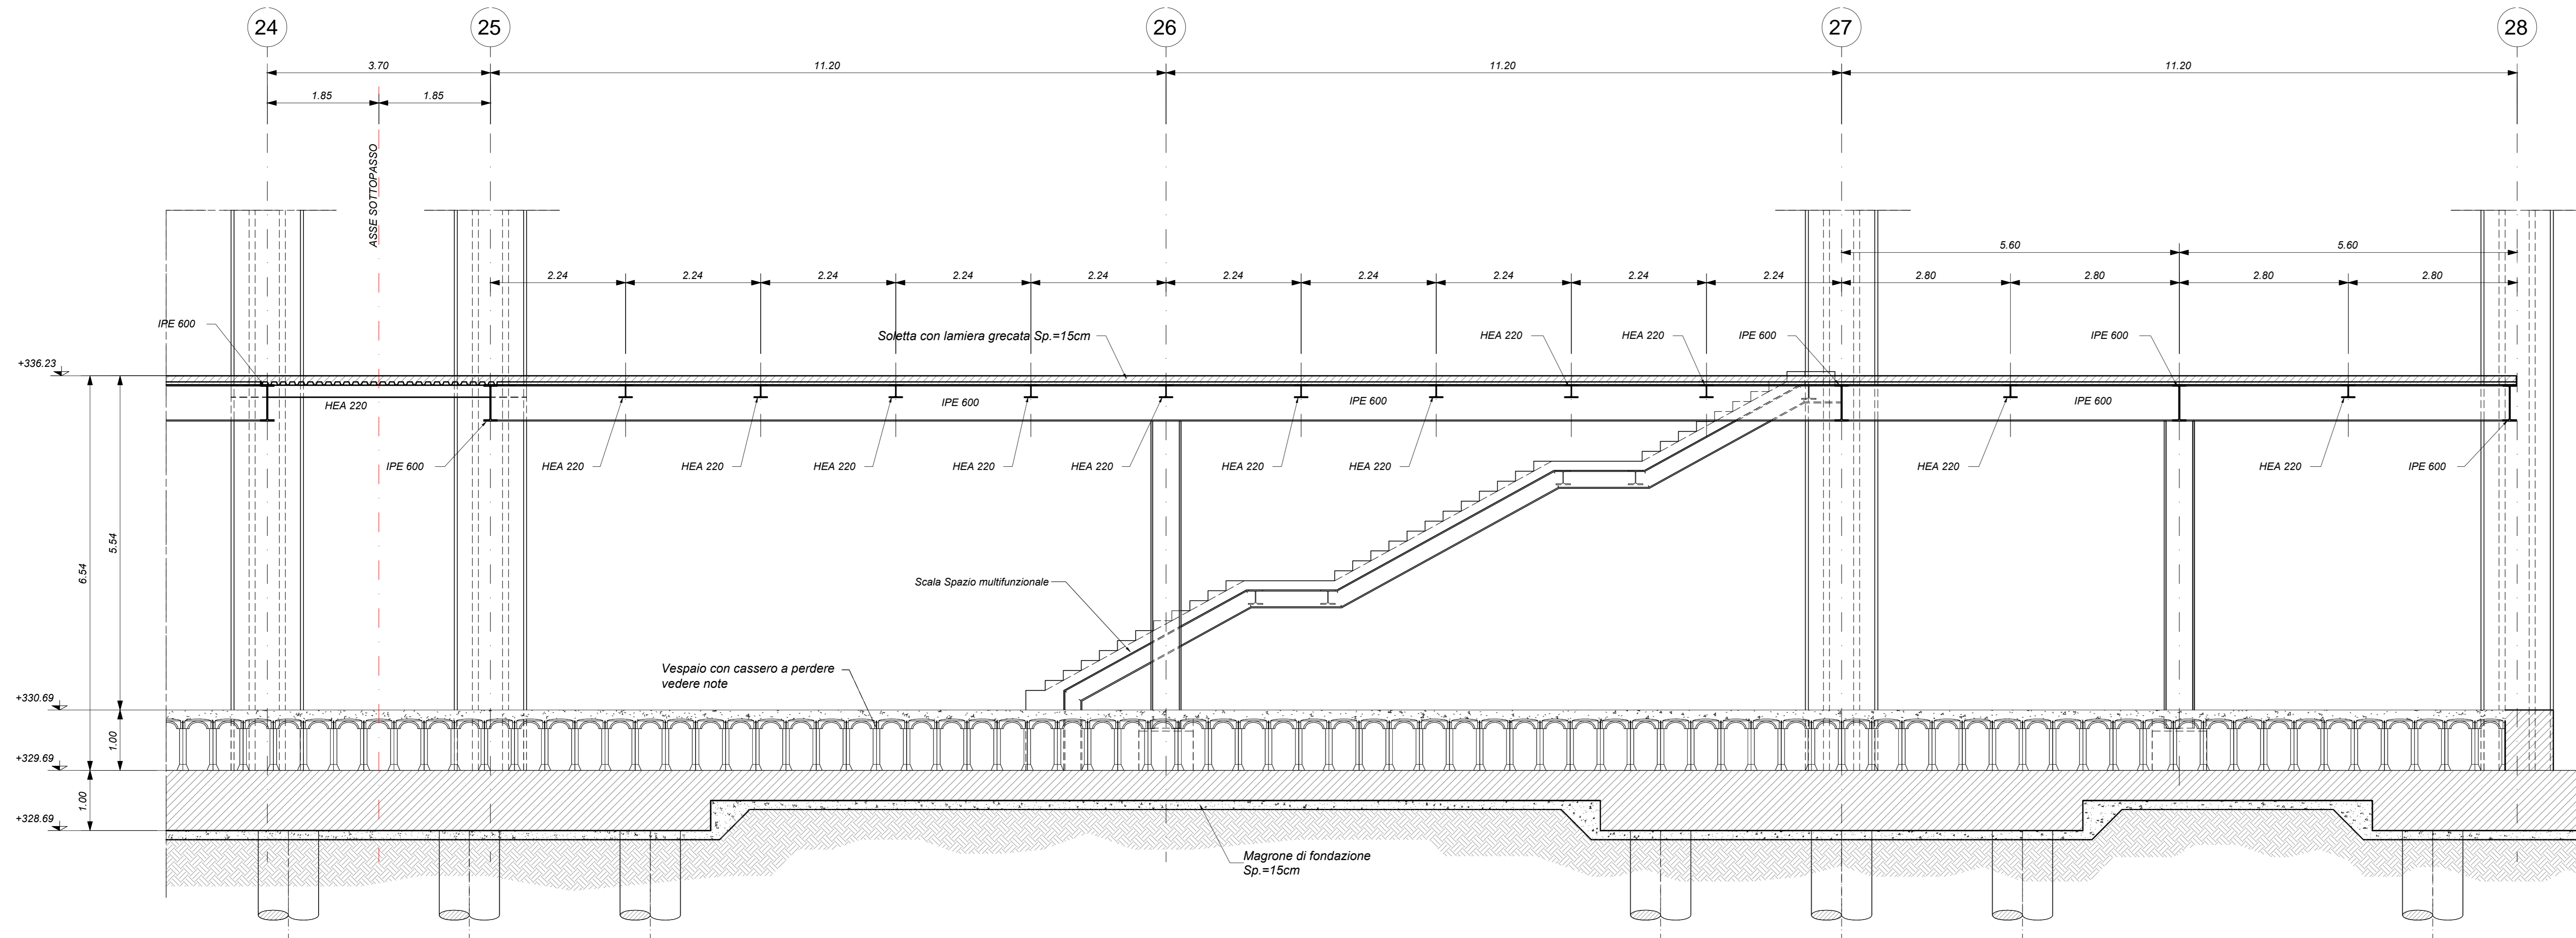 24 25 26 27 28
3.70 11.20 11.20 11.20
1.85 1.85
ASSE SOTTOPASSO
5.60 5.60
2.24 2.24 2.24 2.24 2.24 2.24 2.24 2.24 2.24 2.24 2.80 2.80 2.80 2.80
IPE 600
Soletta con lamiera grecata Sp.=15cm
HEA 220 HEA 220 IPE 600 IPE 600
+336.23
HEA 220 IPE 600 IPE 600 IPE 600
IPE 600 HEA 220 HEA 220 HEA 220 HEA 220 HEA 220 HEA 220 HEA 220 HEA 220 HEA 220 IPE 600
5.54
6.54
Scala Spazio multifunzionale
Vespaio con cassero a perdere
vedere note
+330.69
1.00
+329.69
1.00
+328.69
Magrone di fondazione
Sp.=15cm